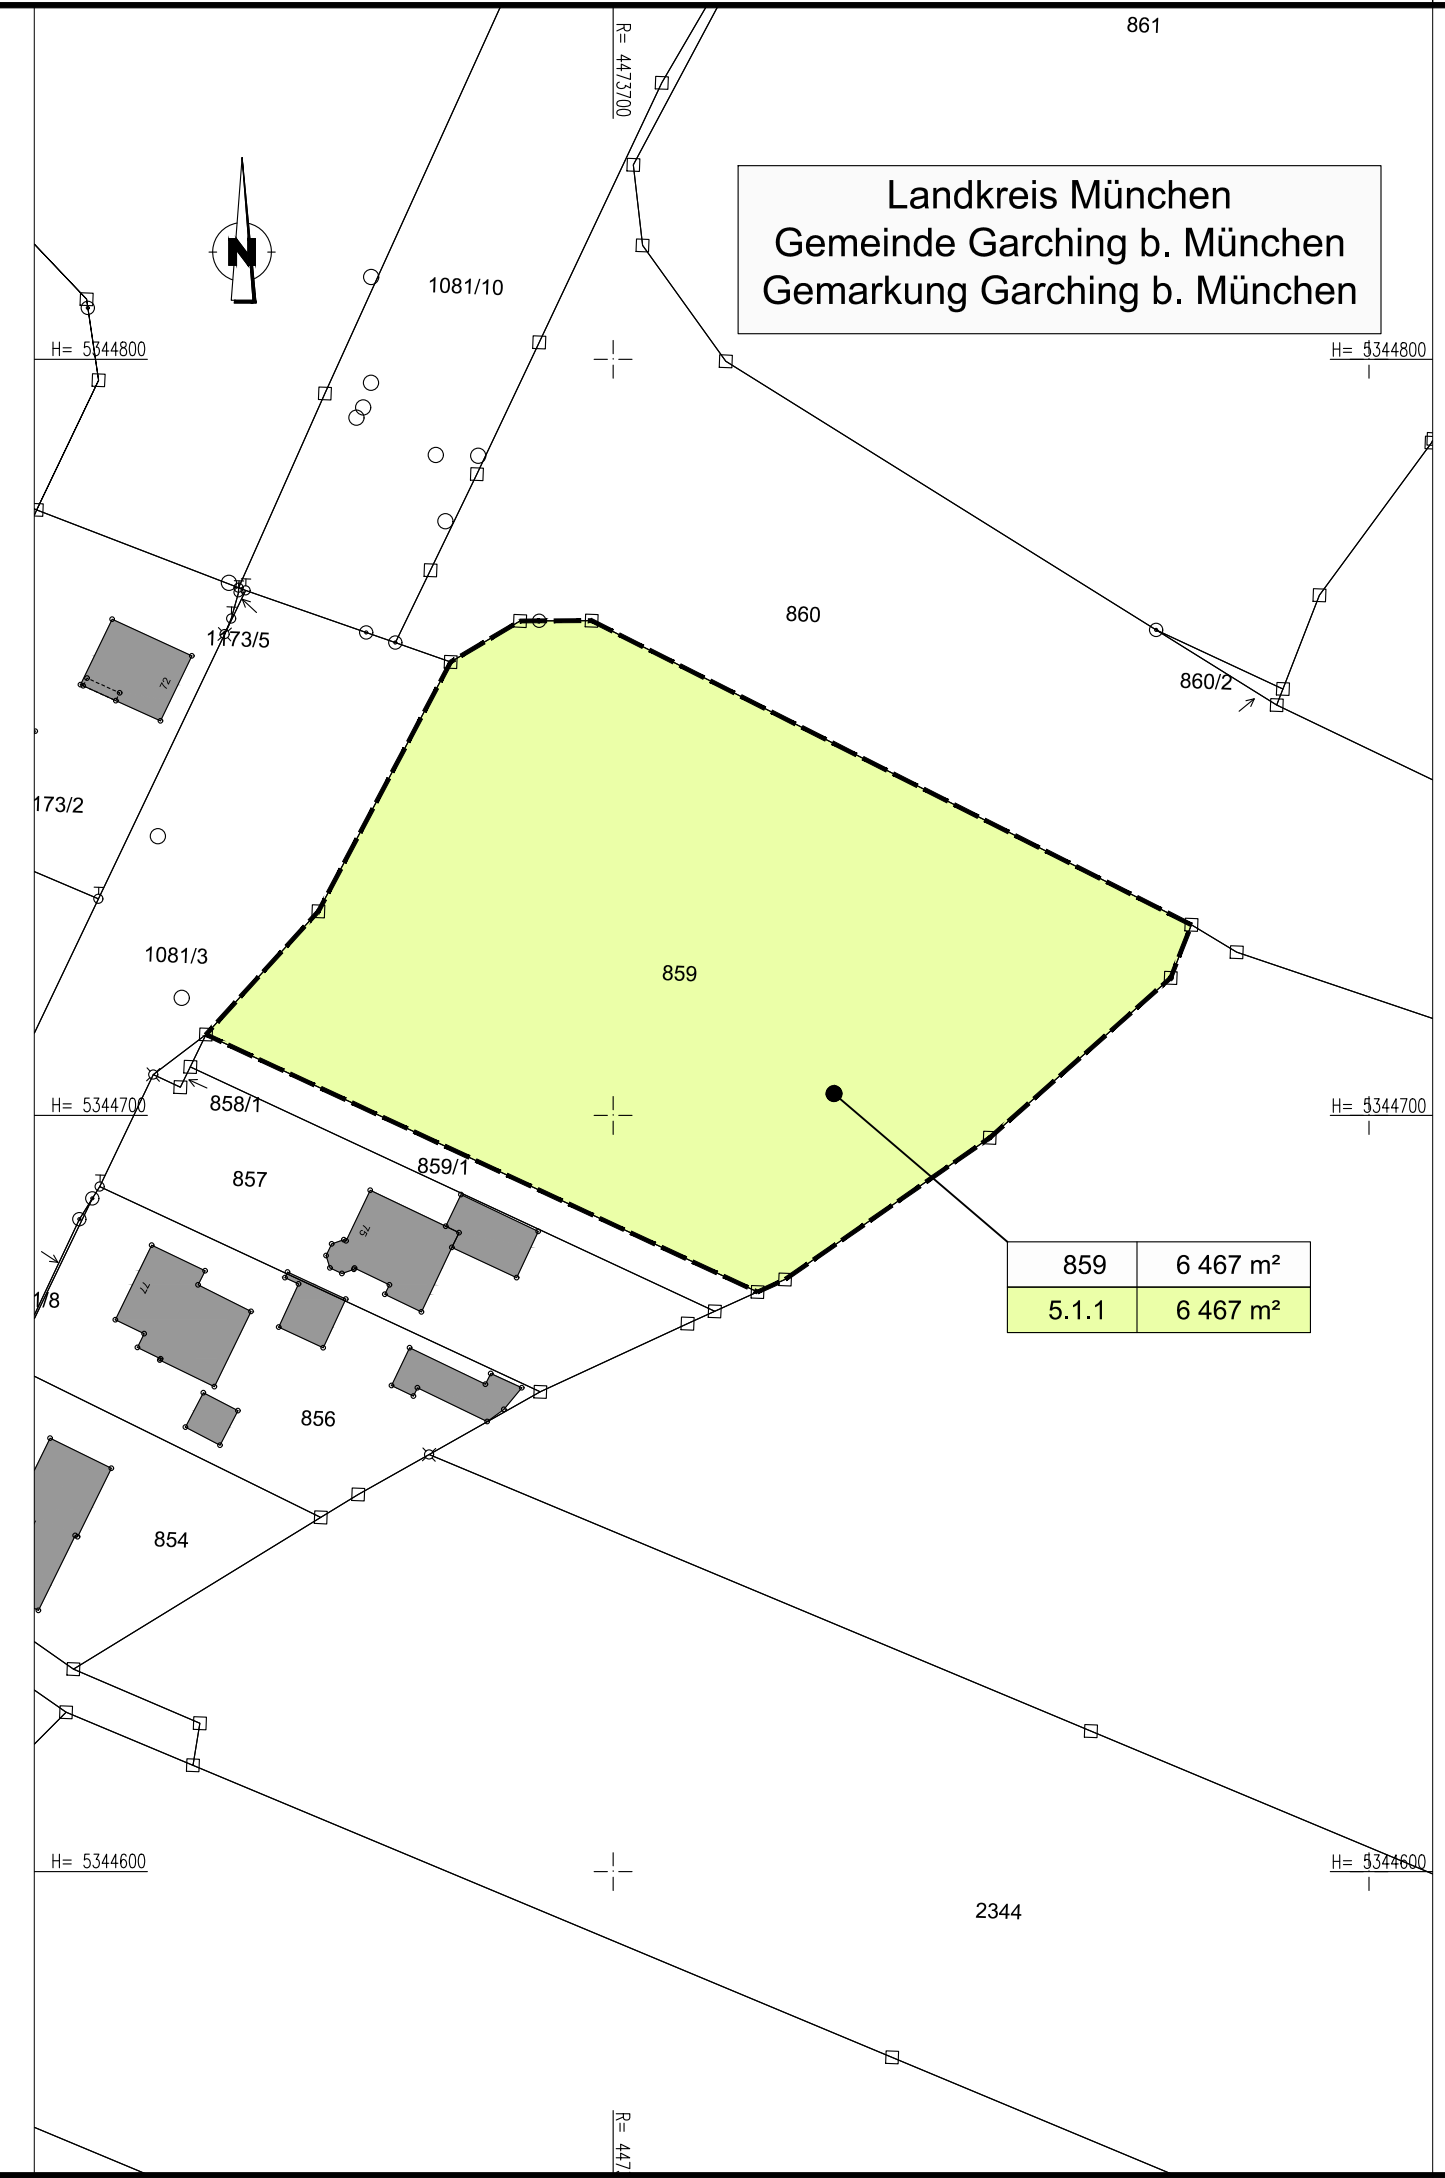 861
R= 4473700
Landkreis München
Gemeinde Garching b. München
Gemarkung Garching b. München
N
1081/10
H= 5344800
H= 5344800
860
1173/5
860/2
72
173/2
1081/3
859
H= 5344700
H= 5344700
858/1
859/1
857
75
859 6 467 m²
5.1.1 6 467 m²
77
1/8
856
854
H= 5344600
H= 5344600
2344
R= 447